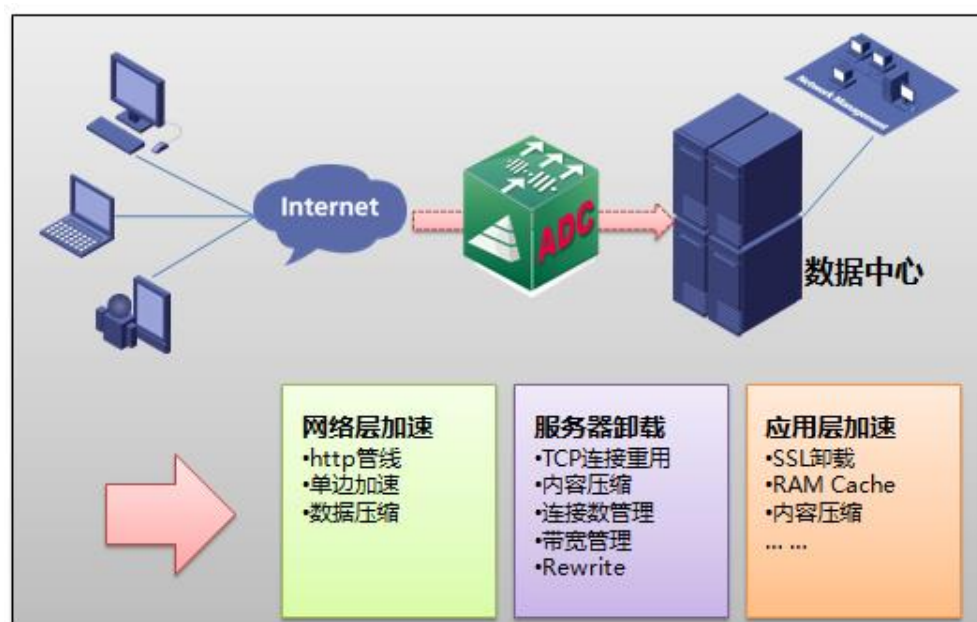 Network Management
Internet
ADC
数据中心
网络层加速
•http管线
•单边加速
•数据压缩
服务器卸载
•TCP连接重用
•内容压缩
•连接数管理
•带宽管理
•Rewrite
应用层加速
•SSL卸载
•RAM Cache
•内容压缩
... ...